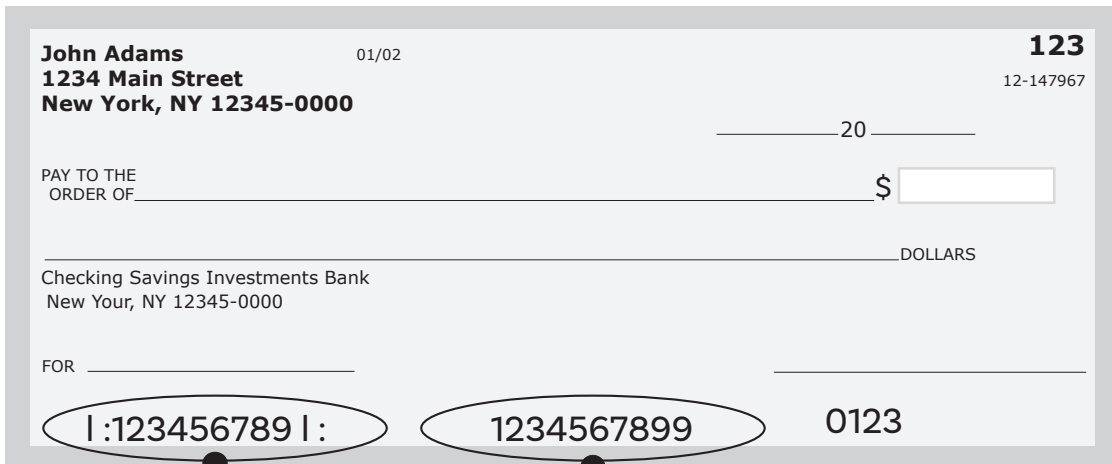 John Adams 01/02 123
1234 Main Street 12-147967
New York, NY 12345-0000
20
PAY TO THE
ORDER OF $
DOLLARS
Checking Savings Investments Bank
New Your, NY 12345-0000
FOR
|:123456789|: 1234567899 0123